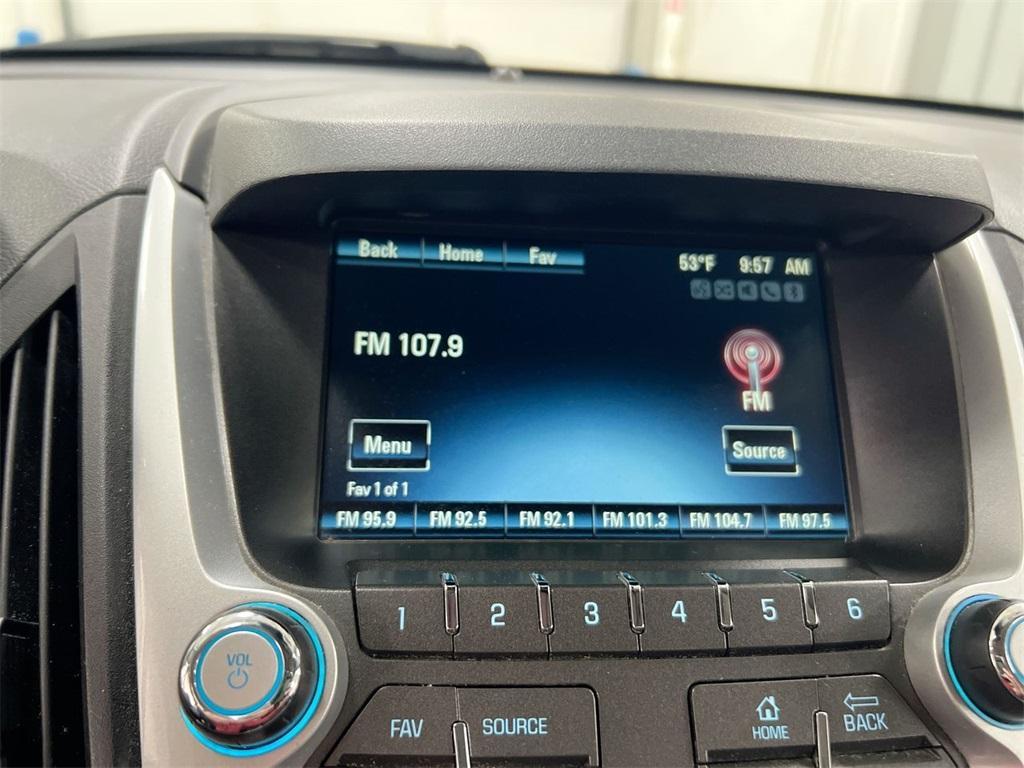 Back Home Fav
53°F 9:57 AM
FM 107.9
FM
Menu
Source
Fav 1 of 1
FM 95.9 FM 92.5 FM 92.1 FM 101.3 FM 104.7 FM 97.5
1 2 3 4 5 6
VOL
FAV SOURCE
HOME
BACK